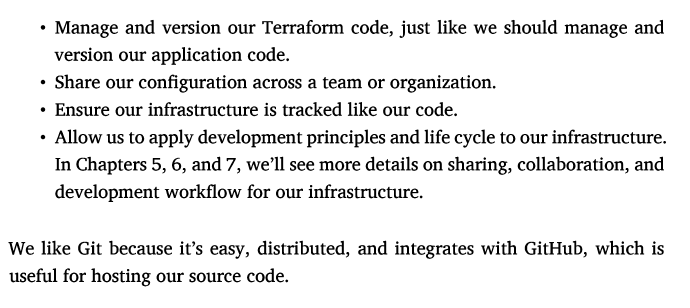 • Manage and version our Terraform code, just like we should manage and
version our application code.
• Share our configuration across a team or organization.
• Ensure our infrastructure is tracked like our code.
• Allow us to apply development principles and life cycle to our infrastructure.
In Chapters 5, 6, and 7, we’ll see more details on sharing, collaboration, and
development workflow for our infrastructure.
We like Git because it’s easy, distributed, and integrates with GitHub, which is
useful for hosting our source code.